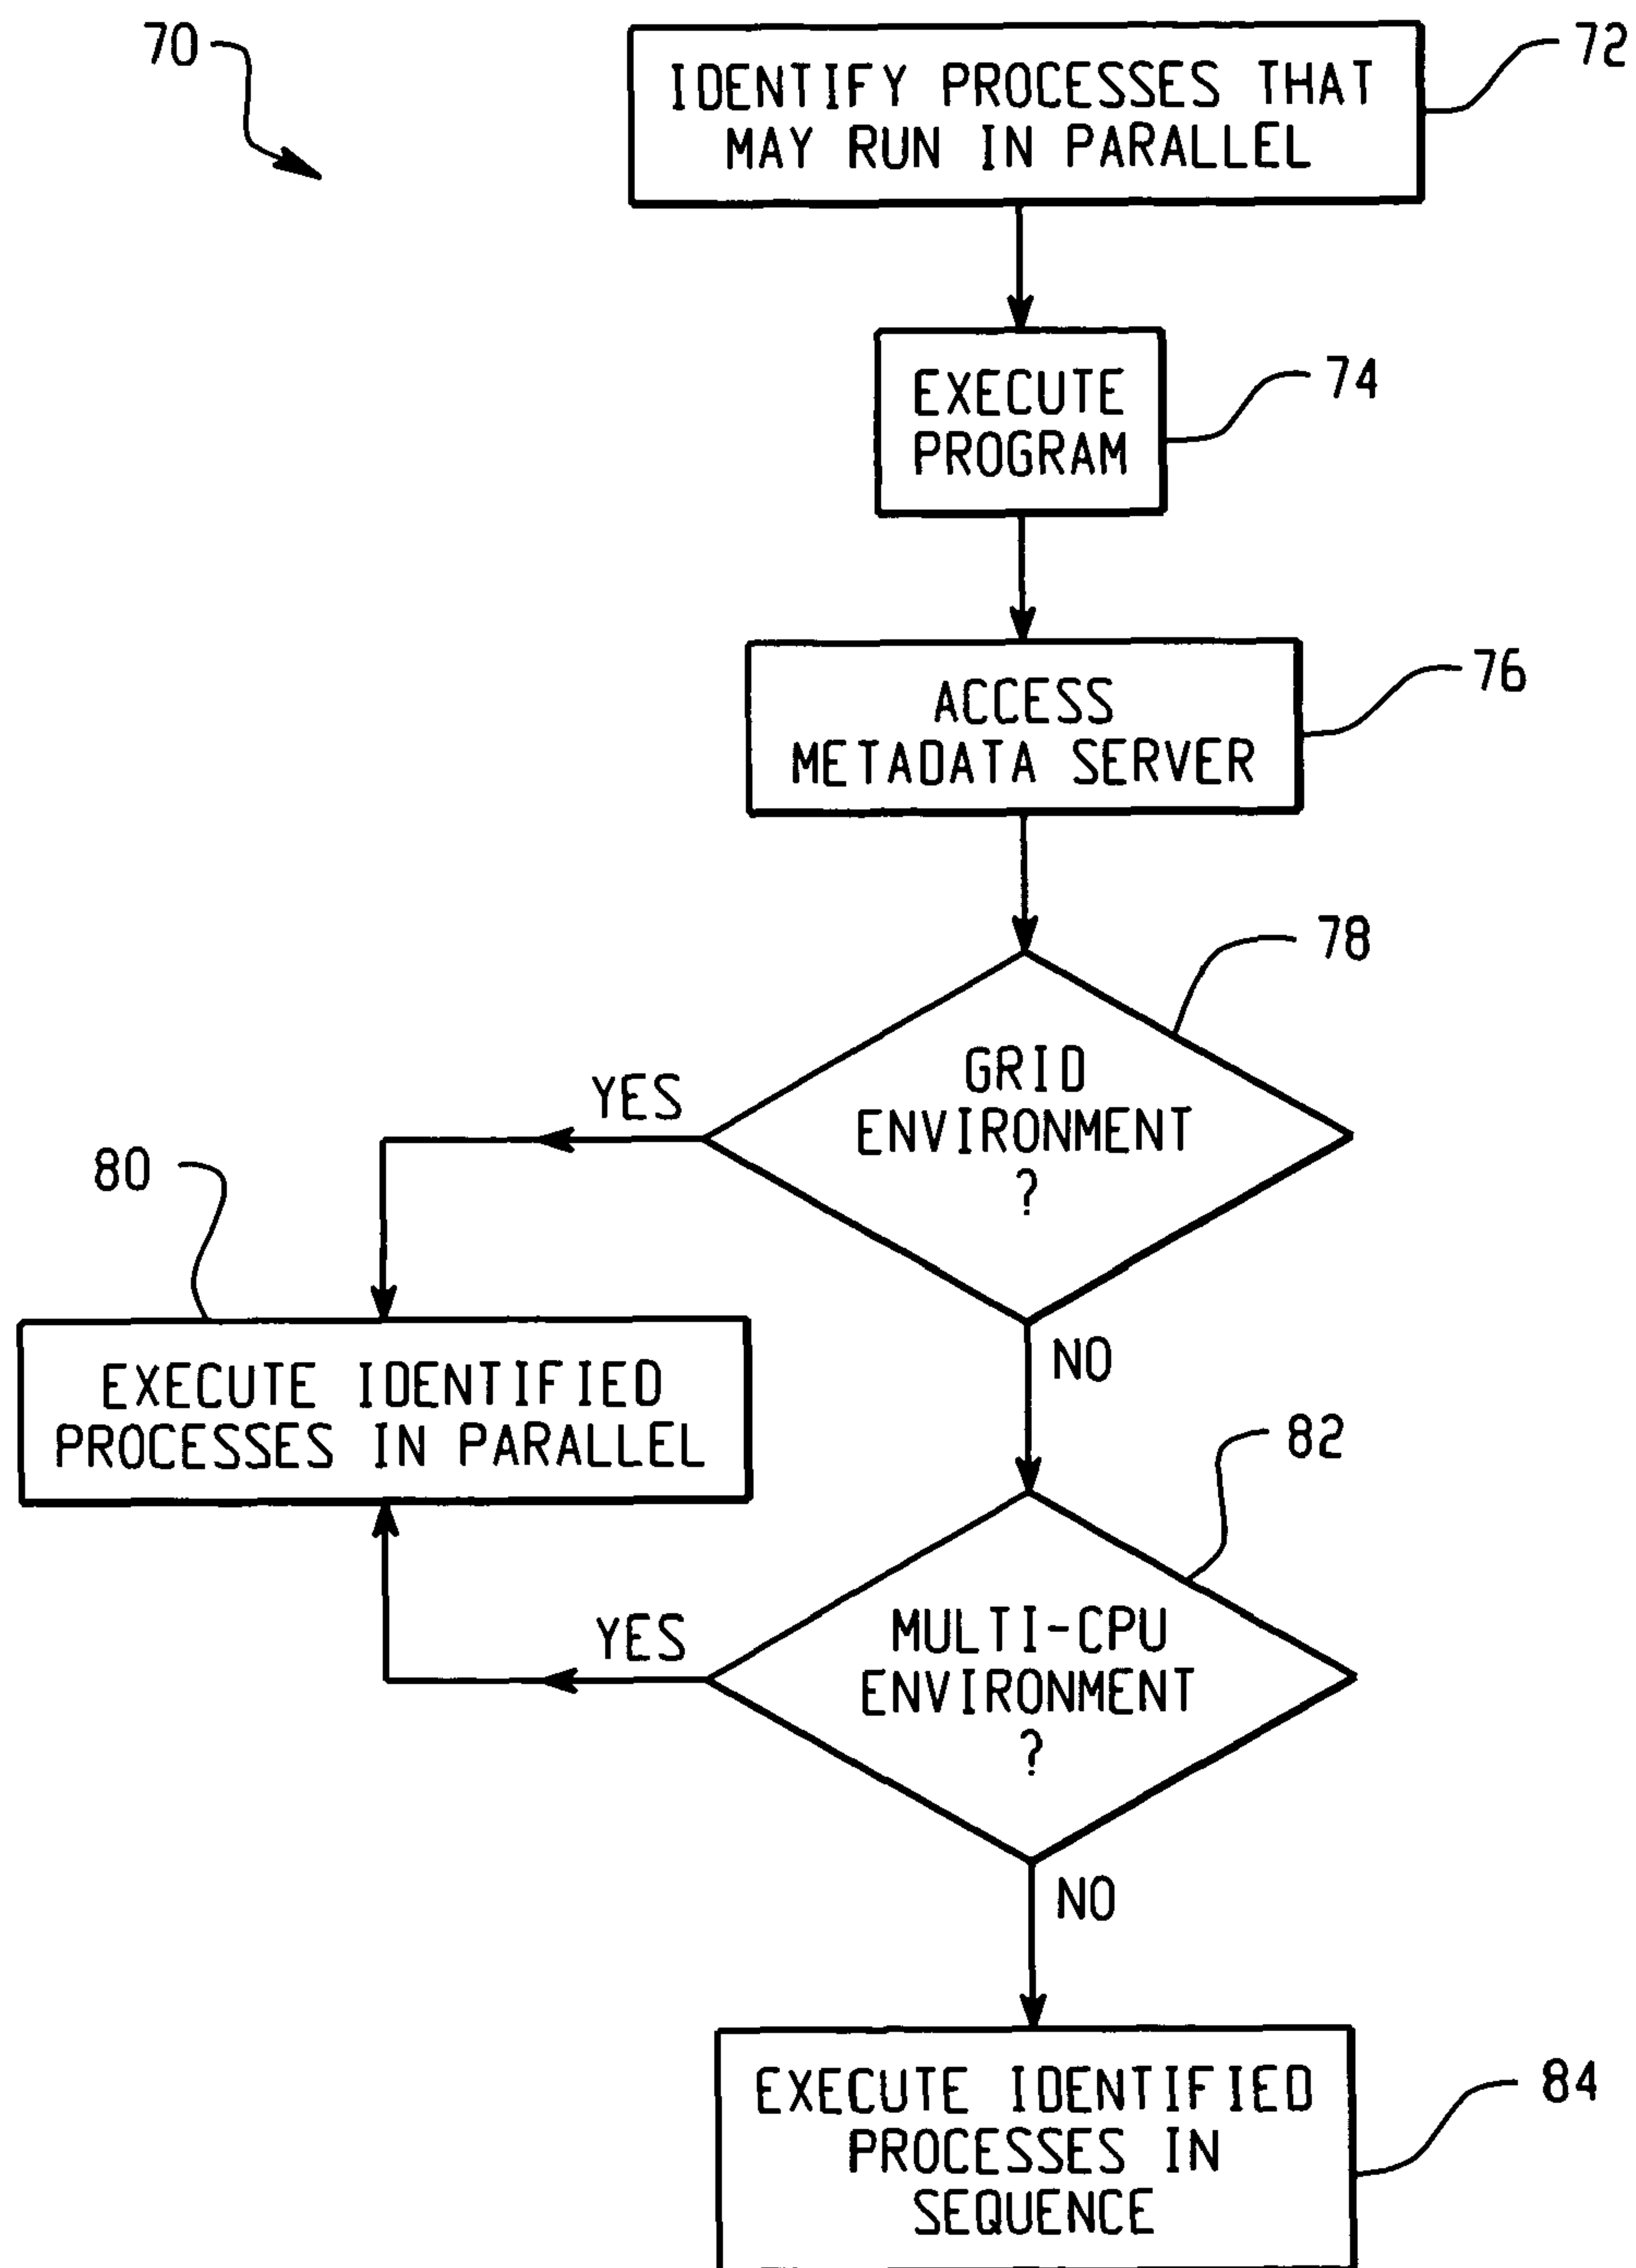 70
72
IDENTIFY PROCESSES THAT
MAY RUN IN PARALLEL
74
EXECUTE
PROGRAM
76
ACCESS
METADATA SERVER
78
GRID
ENVIRONMENT
?
YES
80
NO
EXECUTE IDENTIFIED
PROCESSES IN PARALLEL
82
MULTI-CPU
ENVIRONMENT
?
YES
NO
84
EXECUTE IDENTIFIED
PROCESSES IN
SEQUENCE